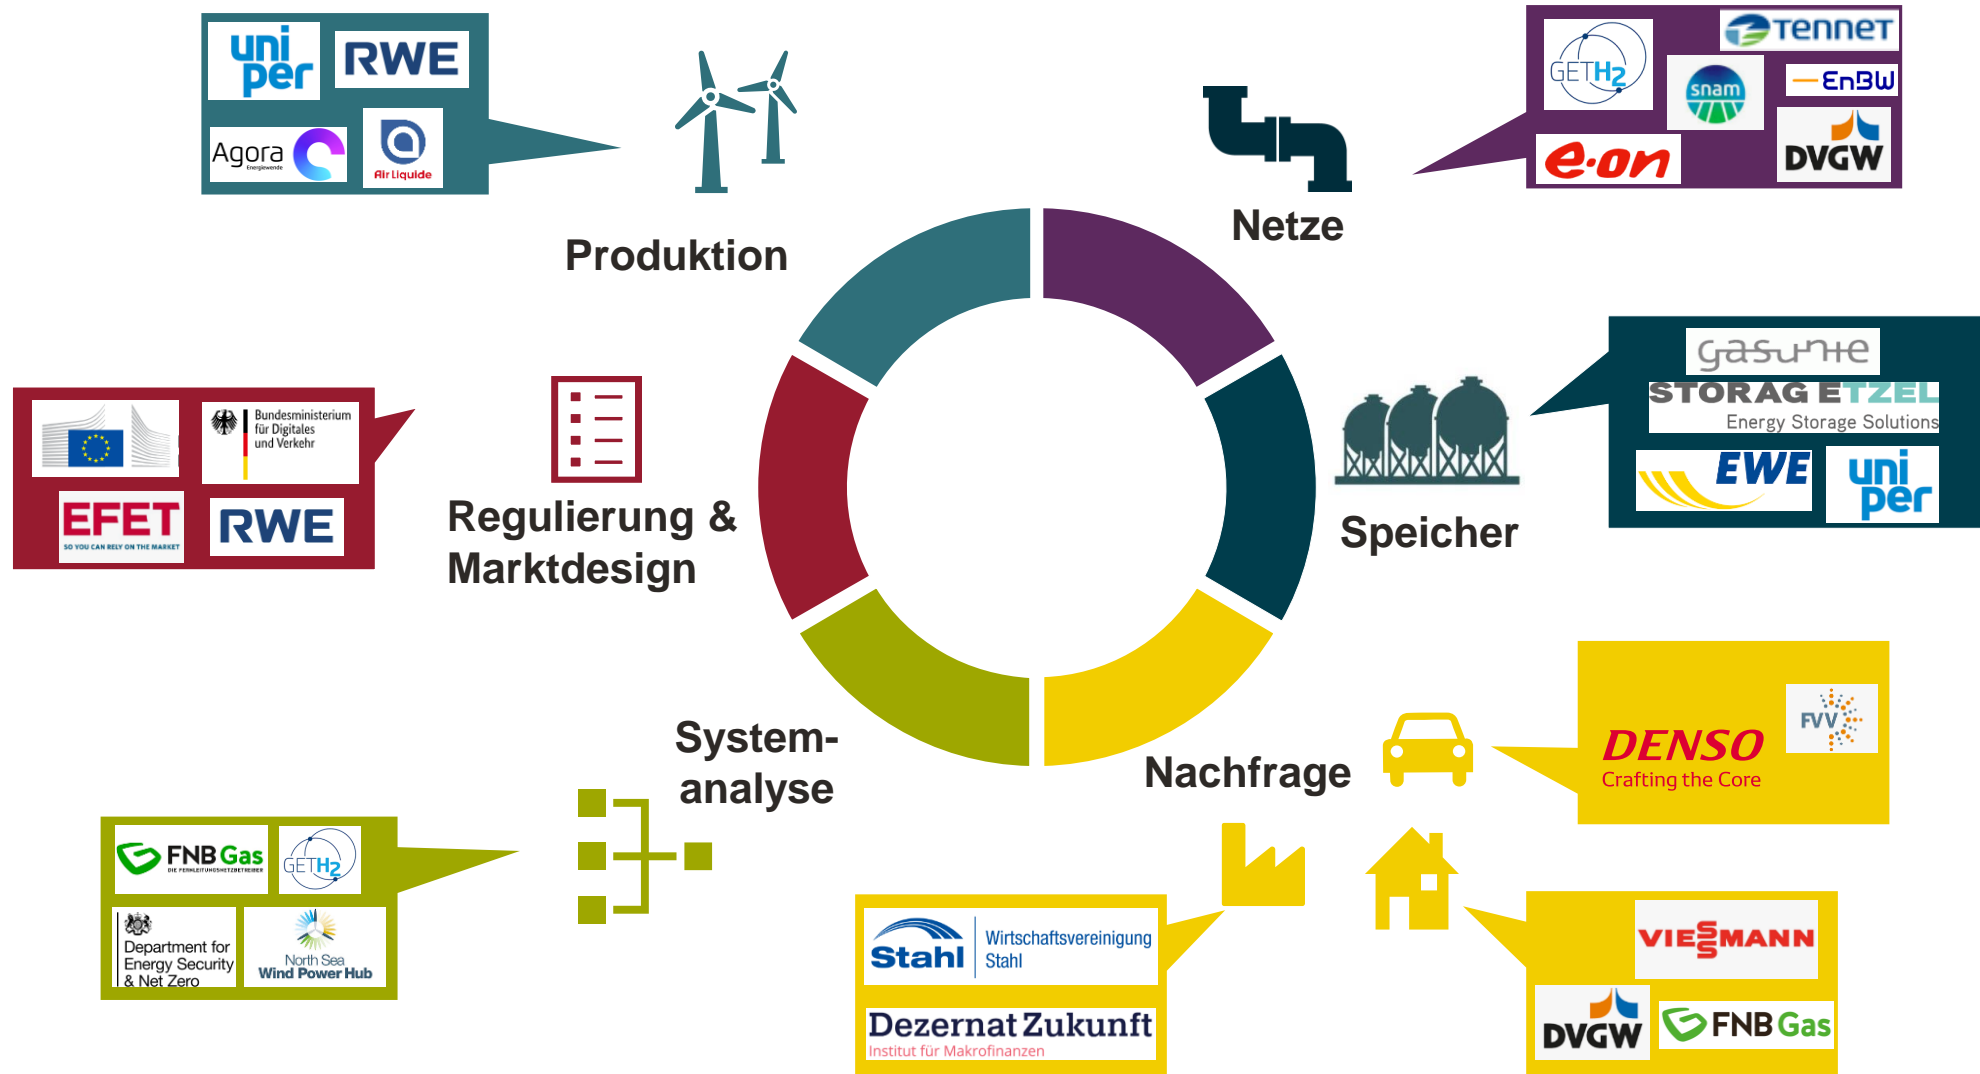 uni
per
RWE
Agora
Energiewende
Air Liquide
Produktion
GETH2
TenneT
snam
EnBW
e·on
DVGW
Netze
gasunie
STORAG ETZEL
Energy Storage Solutions
EWE
uni
per
Speicher
Bundesministerium
für Digitales
und Verkehr
EFET
SO YOU CAN RELY ON THE MARKET
RWE
Regulierung &
Marktdesign
System-
analyse
FNB Gas
DIE FERNLEITUNGSNETZBETREIBER
GETH2
Department for
Energy Security
& Net Zero
North Sea
Wind Power Hub
Nachfrage
DENSO
Crafting the Core
FVV
Stahl
Wirtschaftsvereinigung
Stahl
Dezernat Zukunft
Institut für Makrofinanzen
VIESSMANN
DVGW
FNB Gas